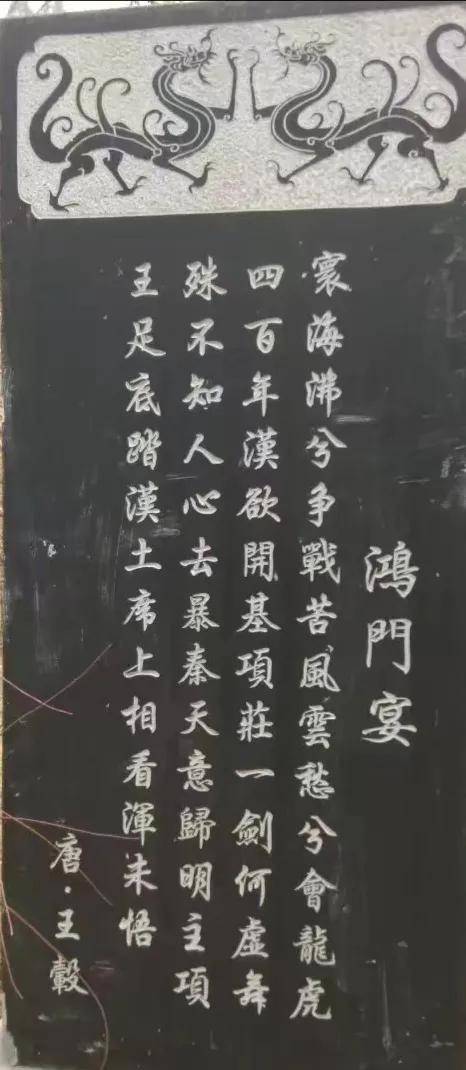 鴻門宴
寰海沸兮争戰苦風雲愁兮會龍虎
四百年漢欲開基項莊一劍何虛舞
殊不知人心去暴秦天意歸明主項
王足底踏漢土席上相看渾未悟
唐·王轂